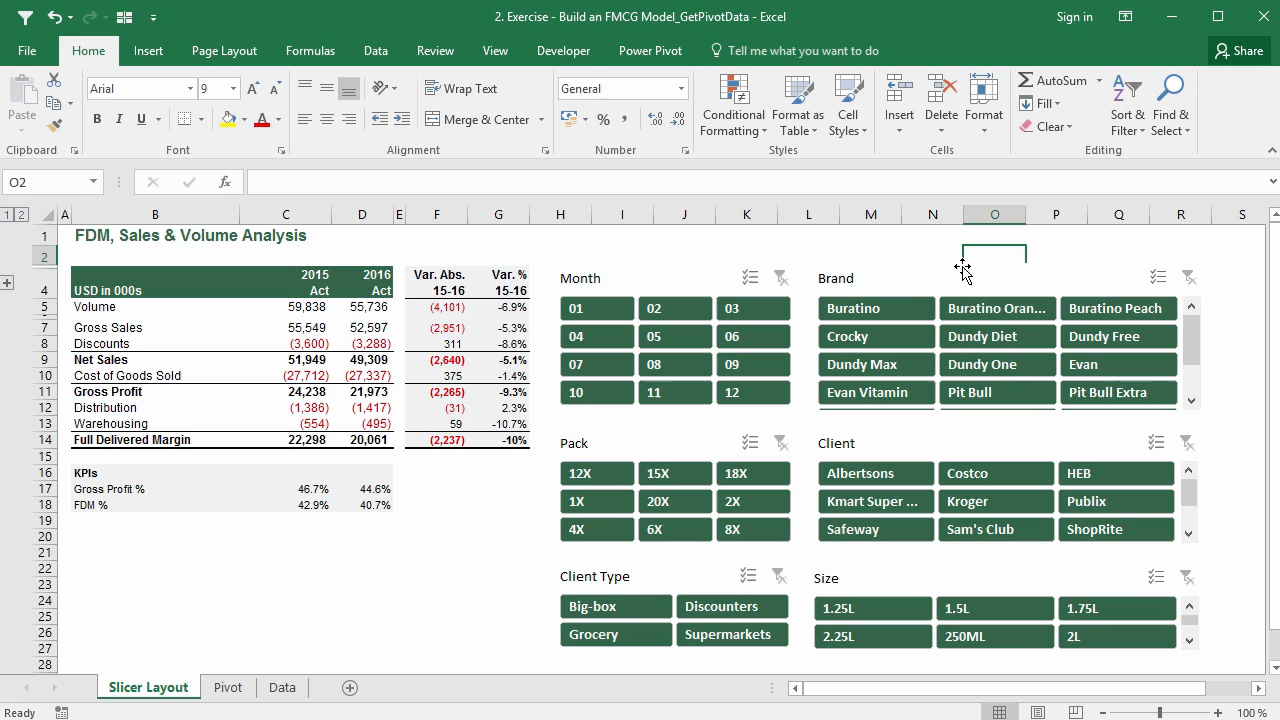 2. Exercise - Build an FMCG Model_GetPivotData - Excel
Sign in
File Home Insert Page Layout Formulas Data Review View Developer Power Pivot Tell me what you want to do Share
Paste
Arial 9
Wrap Text
General
Conditional Formatting
Format as Table
Cell Styles
Insert
Delete
Format
AutoSum
Fill
Clear
Sort & Filter
Find & Select
B I U
Merge & Center
Clipboard Font Alignment Number Styles Cells Editing
O2
fx
1 2
A B C D E F G H I J K L M N O P Q R S
1 FDM, Sales & Volume Analysis
2
2015 2016 Var. Abs. Var. %
4 USD in 000s Act Act 15-16 15-16
5 Volume 59,838 55,736 (4,101) -6.9%
7 Gross Sales 55,549 52,597 (2,951) -5.3%
8 Discounts (3,600) (3,288) 311 -8.6%
9 Net Sales 51,949 49,309 (2,640) -5.1%
10 Cost of Goods Sold (27,712) (27,337) 375 -1.4%
11 Gross Profit 24,238 21,973 (2,265) -9.3%
12 Distribution (1,386) (1,417) (31) 2.3%
13 Warehousing (554) (495) 59 -10.7%
14 Full Delivered Margin 22,298 20,061 (2,237) -10%
15
16 KPIs
17 Gross Profit % 46.7% 44.6%
18 FDM % 42.9% 40.7%
19
20
21
22
23
24
25
26
27
28
Month
01 02 03
04 05 06
07 08 09
10 11 12
Brand
Buratino Buratino Oran... Buratino Peach
Crocky Dundy Diet Dundy Free
Dundy Max Dundy One Evan
Evan Vitamin Pit Bull Pit Bull Extra
Pack
12X 15X 18X
1X 20X 2X
4X 6X 8X
Client
Albertsons Costco HEB
Kmart Super ... Kroger Publix
Safeway Sam's Club ShopRite
Client Type
Big-box Discounters
Grocery Supermarkets
Size
1.25L 1.5L 1.75L
2.25L 250ML 2L
Slicer Layout Pivot Data
Ready
100 %